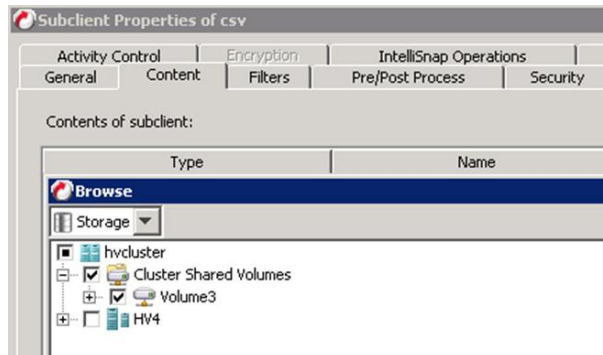 Subclient Properties of csv
Activity Control Encryption IntelliSnap Operations
General Content Filters Pre/Post Process Security
Contents of subclient:
Type Name
Browse
Storage
hvcluster
Cluster Shared Volumes
Volume3
HV4